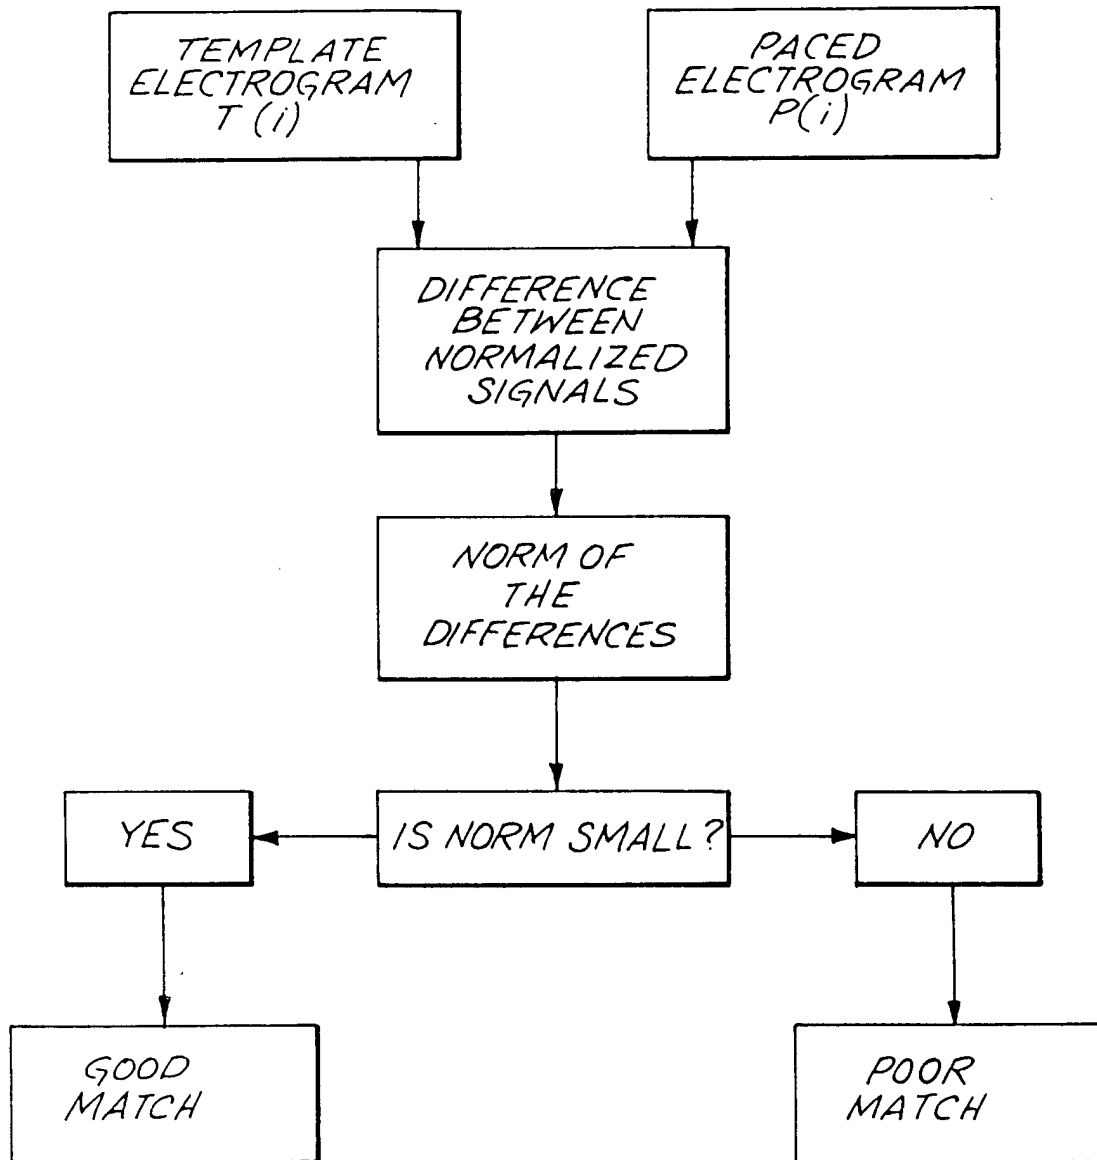 TEMPLATE
ELECTROGRAM
T (i)
PACED
ELECTROGRAM
P(i)
DIFFERENCE
BETWEEN
NORMALIZED
SIGNALS
NORM OF
THE
DIFFERENCES
YES
IS NORM SMALL?
NO
GOOD
MATCH
POOR
MATCH